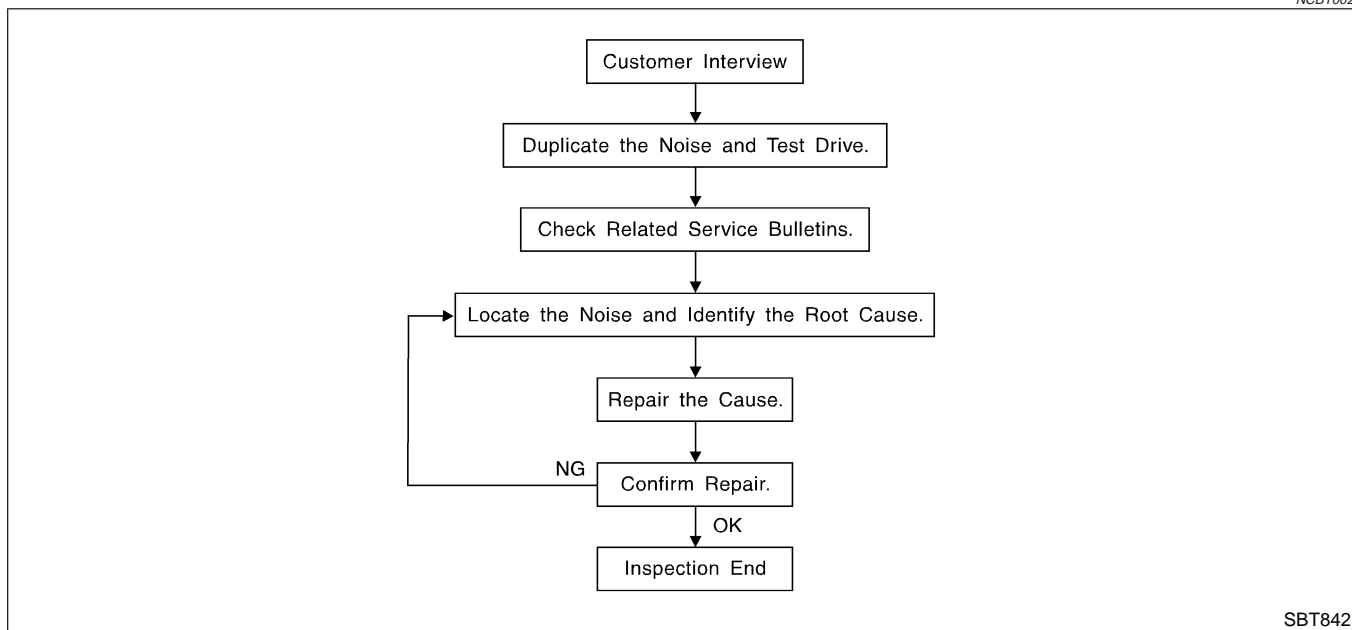 Customer Interview
Duplicate the Noise and Test Drive.
Check Related Service Bulletins.
Locate the Noise and Identify the Root Cause.
Repair the Cause.
NG
Confirm Repair.
OK
Inspection End
SBT842